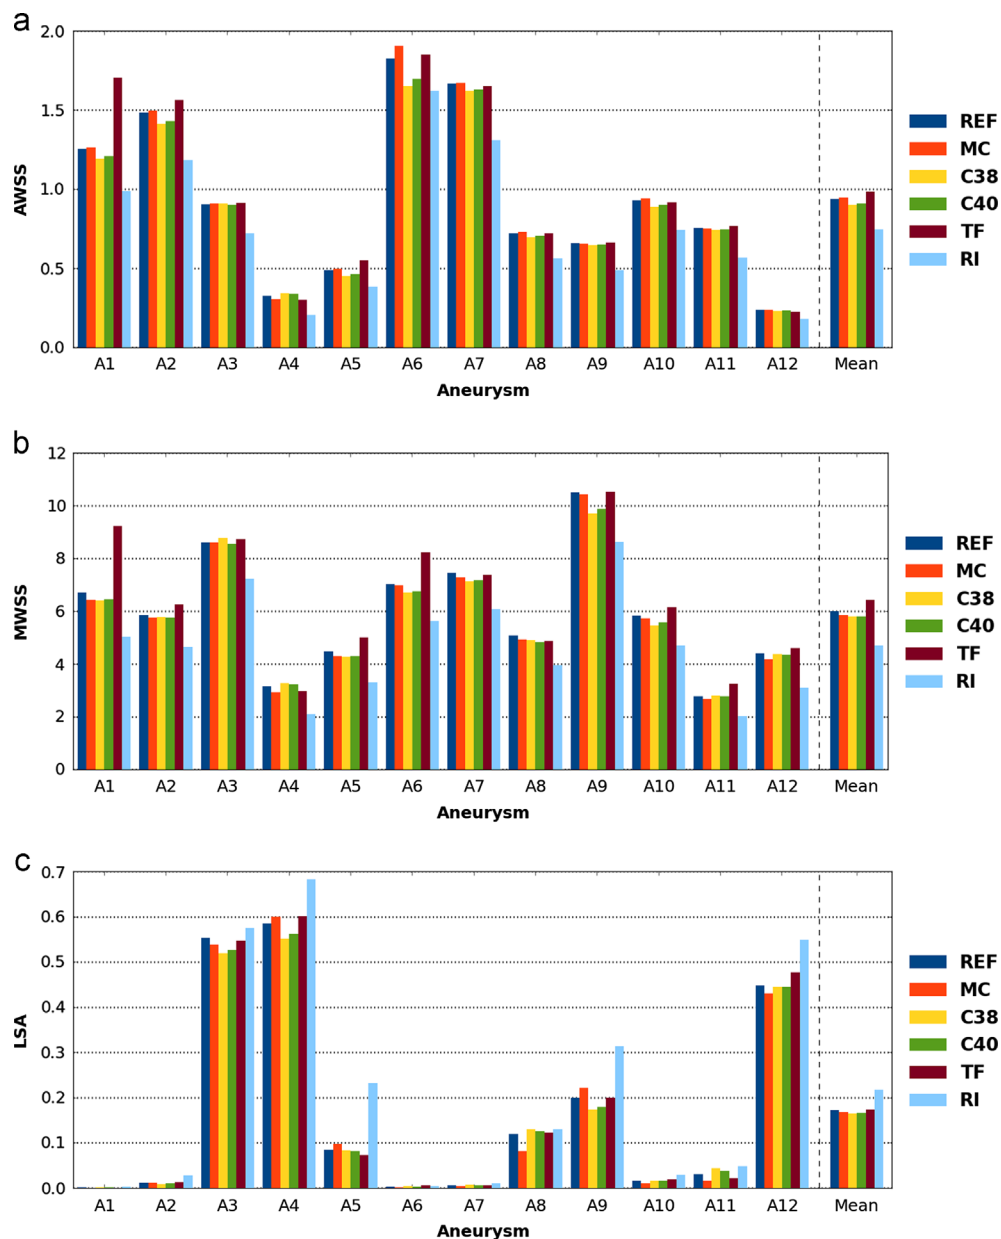 a
2.0
1.5
1.0
0.5
0.0
AWSS
A1 A2 A3 A4 A5 A6 A7 A8 A9 A10 A11 A12 Mean
Aneurysm
REF
MC
C38
C40
TF
RI
b
12
10
8
6
4
2
0
MWSS
A1 A2 A3 A4 A5 A6 A7 A8 A9 A10 A11 A12 Mean
Aneurysm
REF
MC
C38
C40
TF
RI
c
0.7
0.6
0.5
0.4
0.3
0.2
0.1
0.0
LSA
A1 A2 A3 A4 A5 A6 A7 A8 A9 A10 A11 A12 Mean
Aneurysm
REF
MC
C38
C40
TF
RI